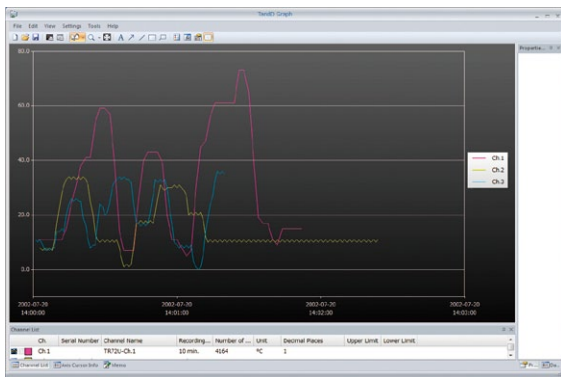 TandD Graph
File Edit View Settings Tools Help
Propertie...
80.0
60.0
40.0
20.0
3.0
Ch.1
Ch.2
Ch.3
2002-07-20 2002-07-20 2002-07-20 2002-07-20
14:00:00 14:01:00 14:02:00 14:03:00
Channel List
Ch. Serial Number Channel Name Recording... Number of ... Unit Decimal Places Upper Limit Lower Limit
Ch.1 TR72U-Ch.1 10 min. 4164 °C 1
Channel List Axis Cursor Info Memo
Pr... De...